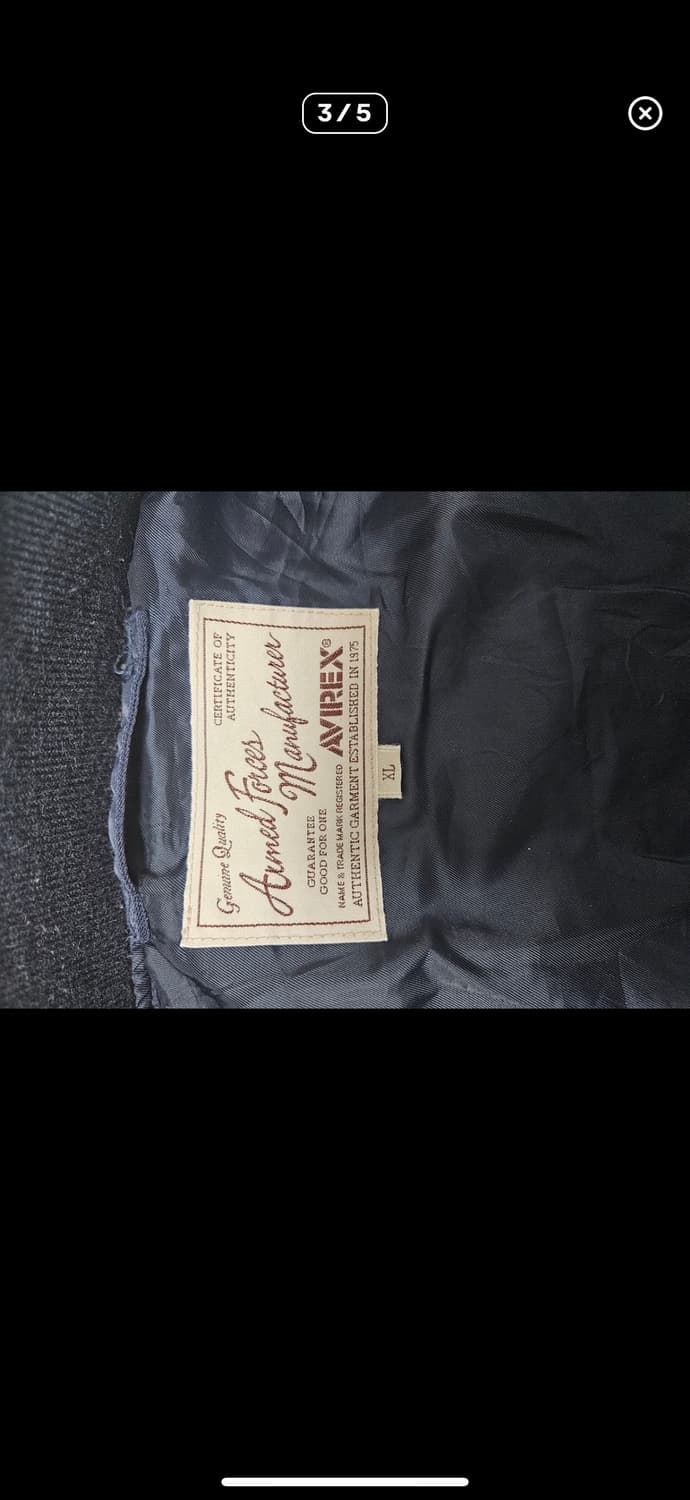 3/5
Genuine Quality
CERTIFICATE OF
AUTHENTICITY
Armed Forces
Manufacturer
GUARANTEE
GOOD FOR ONE
AVIREX®
NAME & TRADE MARK REGISTERED
AUTHENTIC GARMENT ESTABLISHED IN 1975
XL